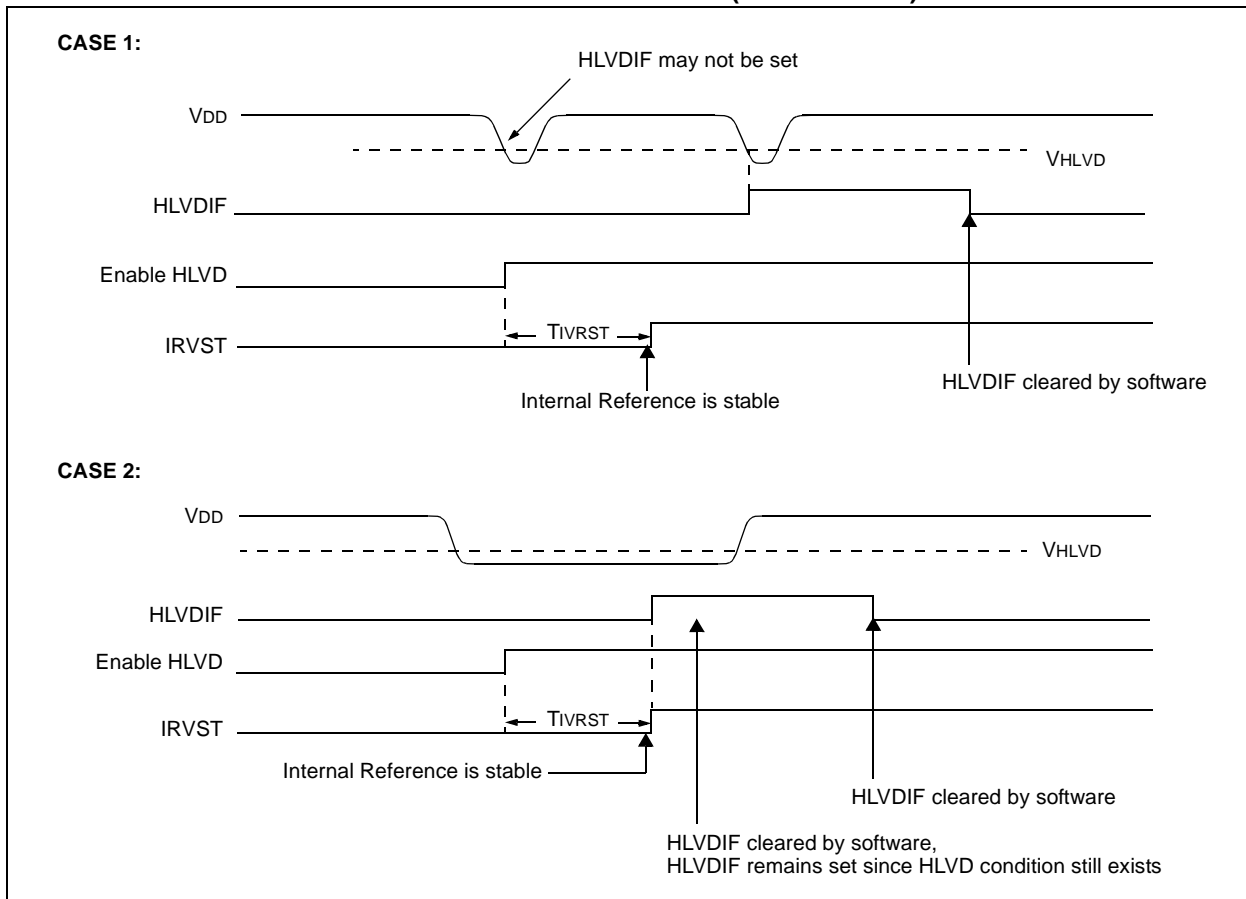 CASE 1:
HLVDIF may not be set
VDD
VHLVD
HLVDIF
Enable HLVD
TIVRST
IRVST
HLVDIF cleared by software
Internal Reference is stable
CASE 2:
VDD
VHLVD
HLVDIF
Enable HLVD
TIVRST
IRVST
Internal Reference is stable
HLVDIF cleared by software
HLVDIF cleared by software,
HLVDIF remains set since HLVD condition still exists